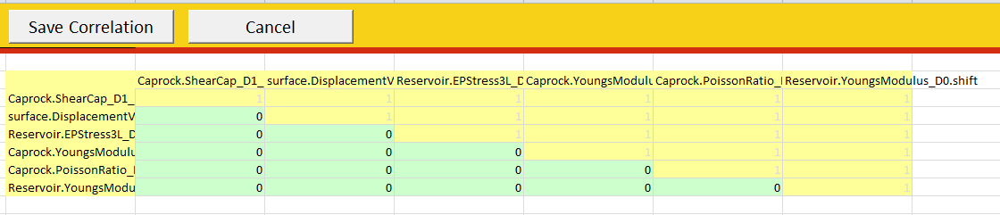 Save Correlation Cancel
Caprock.ShearCap_D1_ surface.DisplacementV Reservoir.EPStress3L_D Caprock.YoungsModulu Caprock.PoissonRatio_ Reservoir.YoungsModulus_D0.shift
Caprock.ShearCap_D1_ 1 1 1 1 1 1
surface.DisplacementV 0 1 1 1 1 1
Reservoir.EPStress3L_D 0 0 1 1 1 1
Caprock.YoungsModulu 0 0 0 1 1 1
Caprock.PoissonRatio_ 0 0 0 0 1 1
Reservoir.YoungsModu 0 0 0 0 0 1